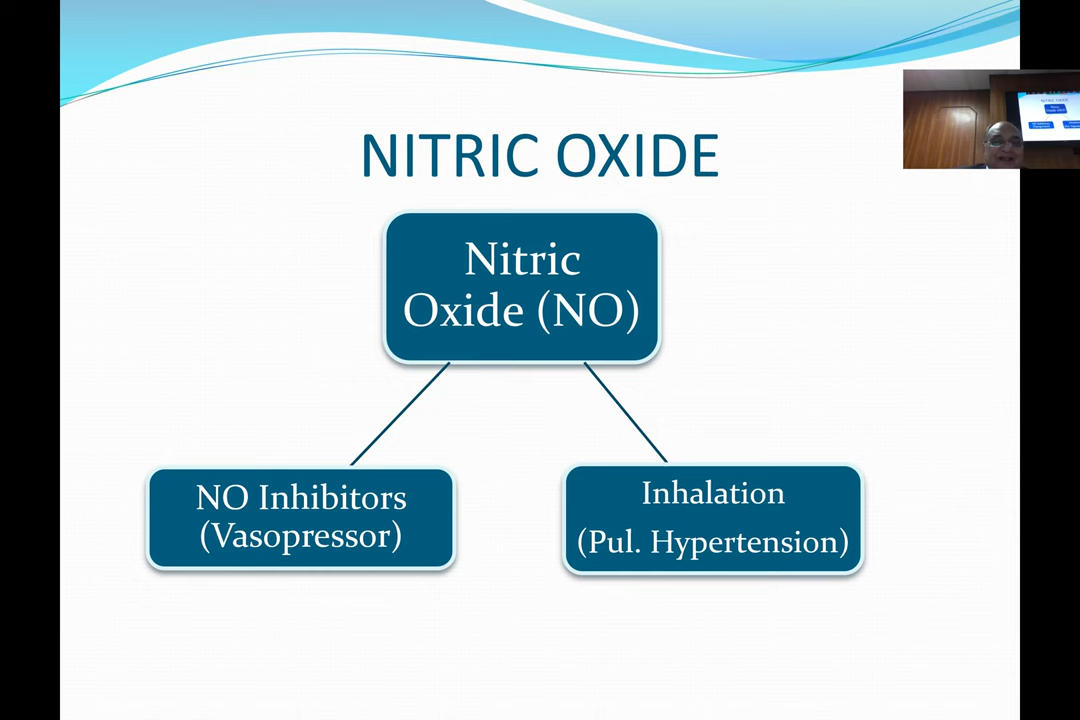 NITRIC OXIDE
Nitric
Oxide (NO)
NO Inhibitors
(Vasopressor)
Inhalation
(Pul. Hypertension)